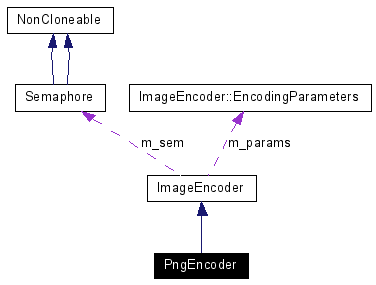 NonCloneable
Semaphore
ImageEncoder::EncodingParameters
m_sem
m_params
ImageEncoder
PngEncoder